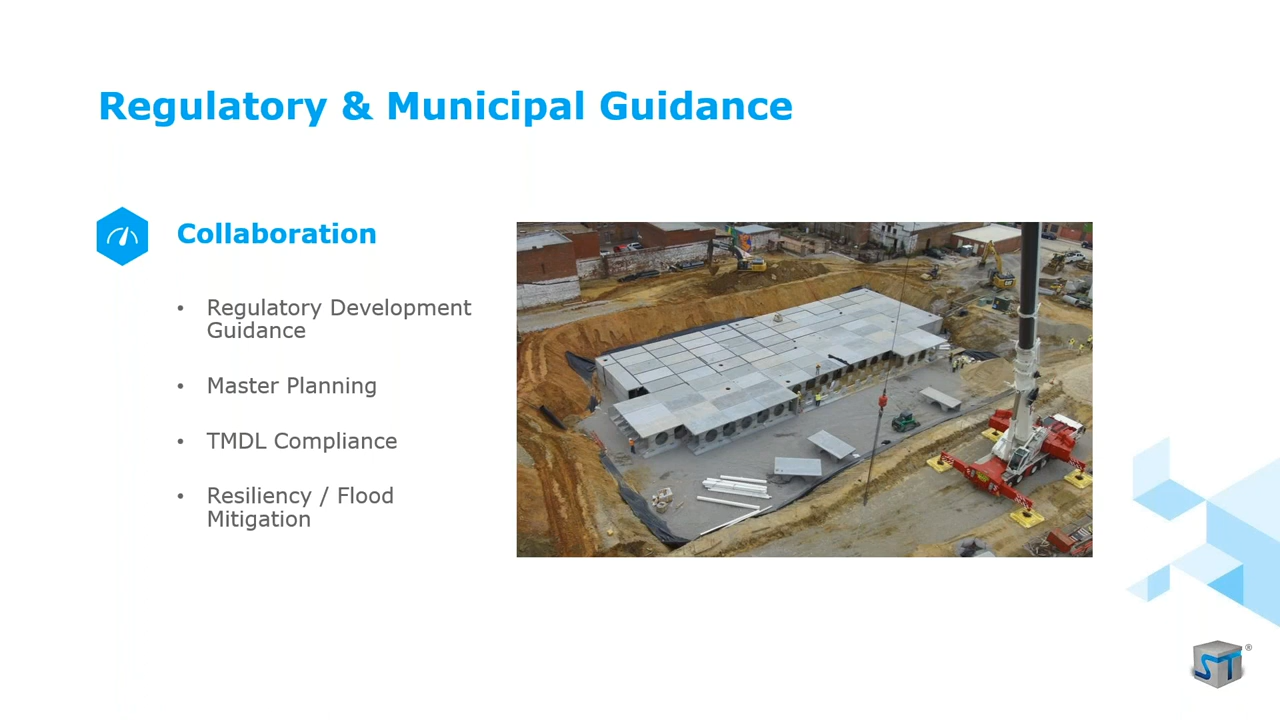 Regulatory & Municipal Guidance
Collaboration
• Regulatory Development
Guidance
• Master Planning
• TMDL Compliance
• Resiliency / Flood
Mitigation
ST®